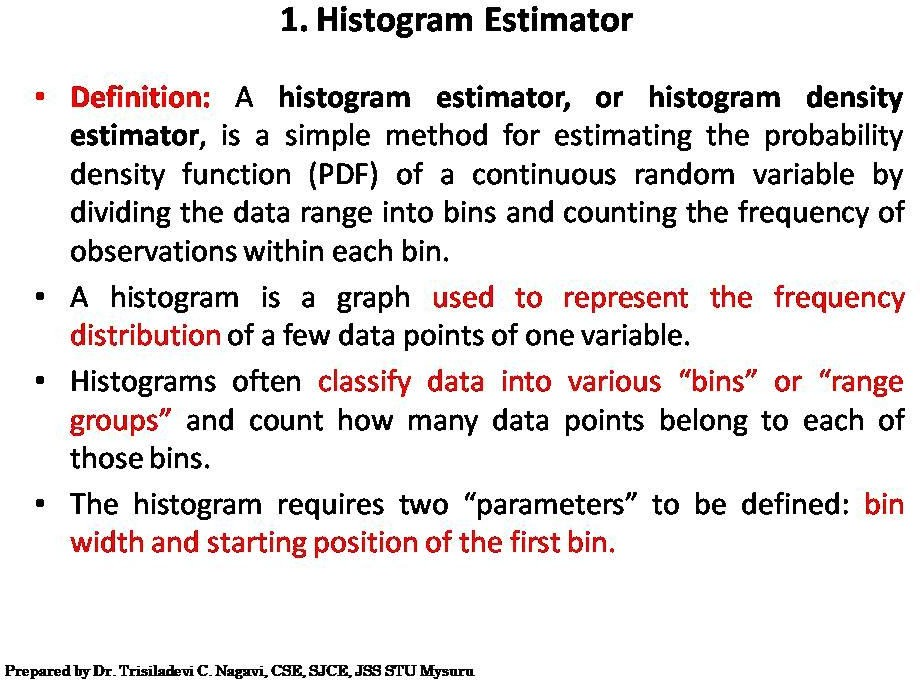 1. Histogram Estimator
• Definition: A histogram estimator, or histogram density
estimator, is a simple method for estimating the probability
density function (PDF) of a continuous random variable by
dividing the data range into bins and counting the frequency of
observations within each bin.
• A histogram is a graph used to represent the frequency
distribution of a few data points of one variable.
• Histograms often classify data into various “bins” or “range
groups” and count how many data points belong to each of
those bins.
• The histogram requires two “parameters” to be defined: bin
width and starting position of the first bin.
Prepared by Dr. Trisiladevi C. Nagavi, CSE, SJCE, JSS STU Mysuru